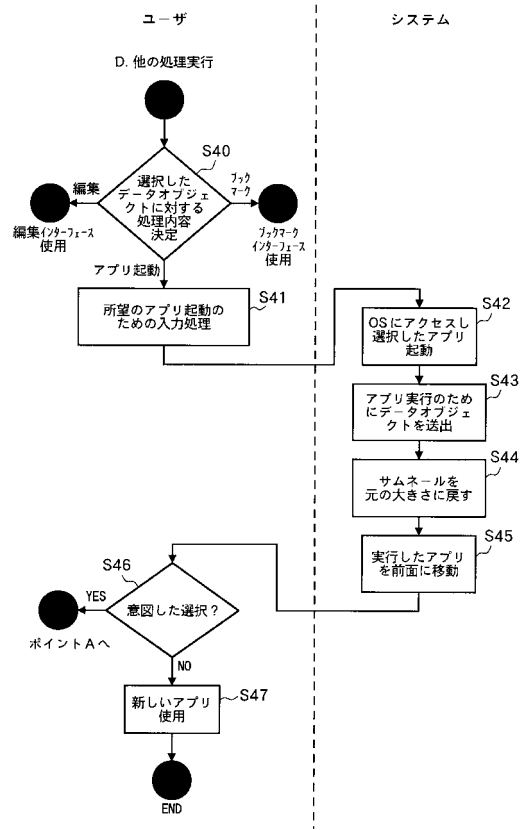 ユーザ
システム
D. 他の処理実行
S40
選択した
データオブジェ
クトに対する
処理内容
決定
編集
ブック
マーク
編集インターフェース
使用
ブックマーク
インターフェース
使用
アプリ起動
S41
所望のアプリ起動の
ための入力処理
S42
OSにアクセスし
選択したアプリ
起動
S43
アプリ実行のため
にデータオブジェ
クトを送出
S44
サムネールを
元の大きさに戻す
S45
実行したアプリ
を前面に移動
S46
意図した選択？
YES
ポイントAへ
NO
S47
新しいアプリ
使用
END